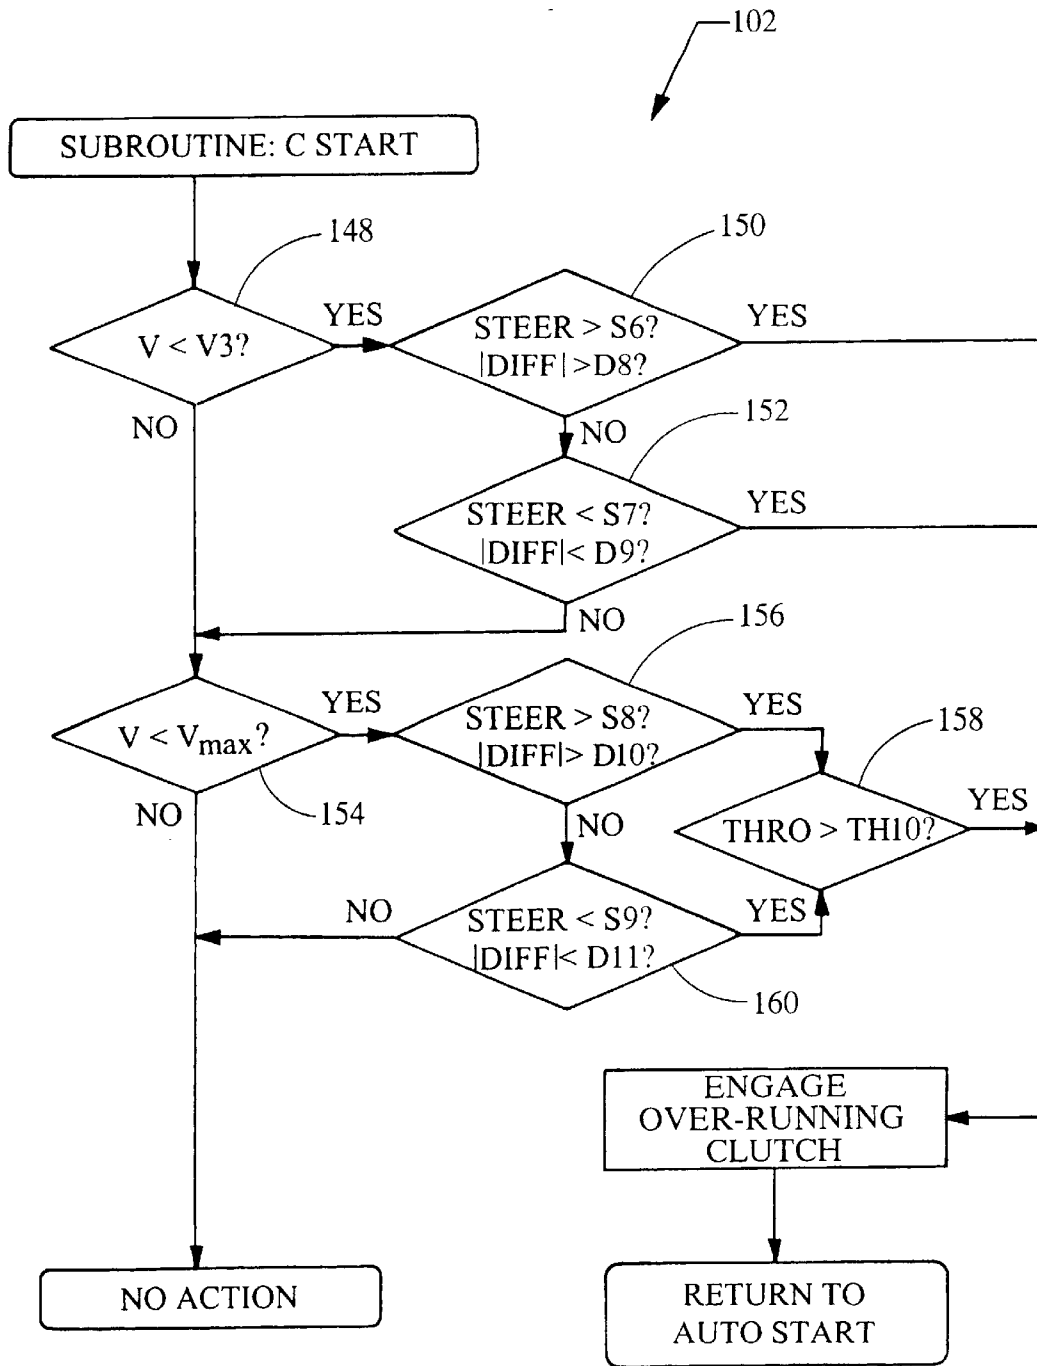 102
SUBROUTINE: C START
148
V < V3?
YES
NO
150
STEER > S6?
|DIFF| >D8?
YES
NO
152
STEER < S7?
|DIFF|< D9?
YES
NO
V < Vmax?
YES
NO
154
156
STEER > S8?
|DIFF|> D10?
YES
NO
158
THRO > TH10?
YES
STEER < S9?
|DIFF|< D11?
NO
YES
160
ENGAGE
OVER-RUNNING
CLUTCH
NO ACTION
RETURN TO
AUTO START